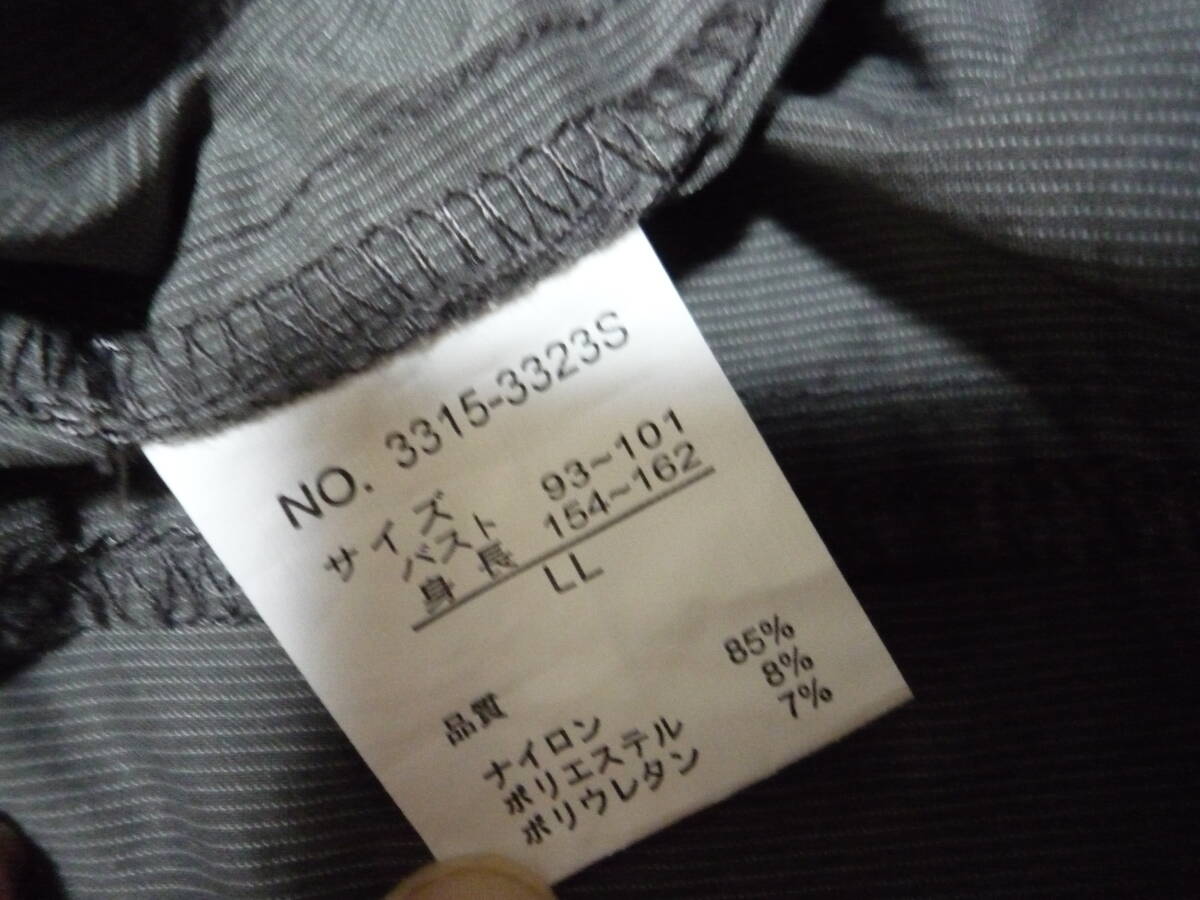 NO. 3315-3323S
サイズ
バスト 93~101
身長 154~162
LL
品質
ナイロン 85%
ポリエステル 8%
ポリウレタン 7%